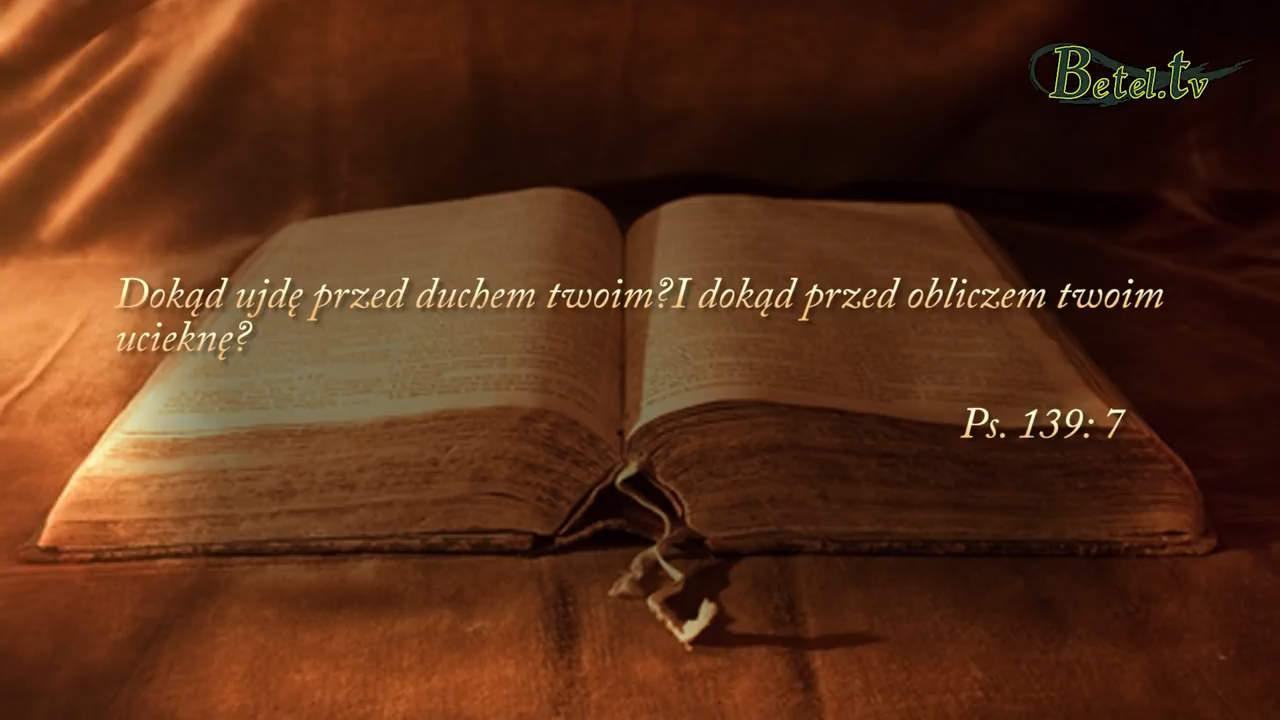 Betel.tv
Dokąd ujdę przed duchem twoim?I dokąd przed obliczem twoim
ucieknę?
Ps. 139: 7